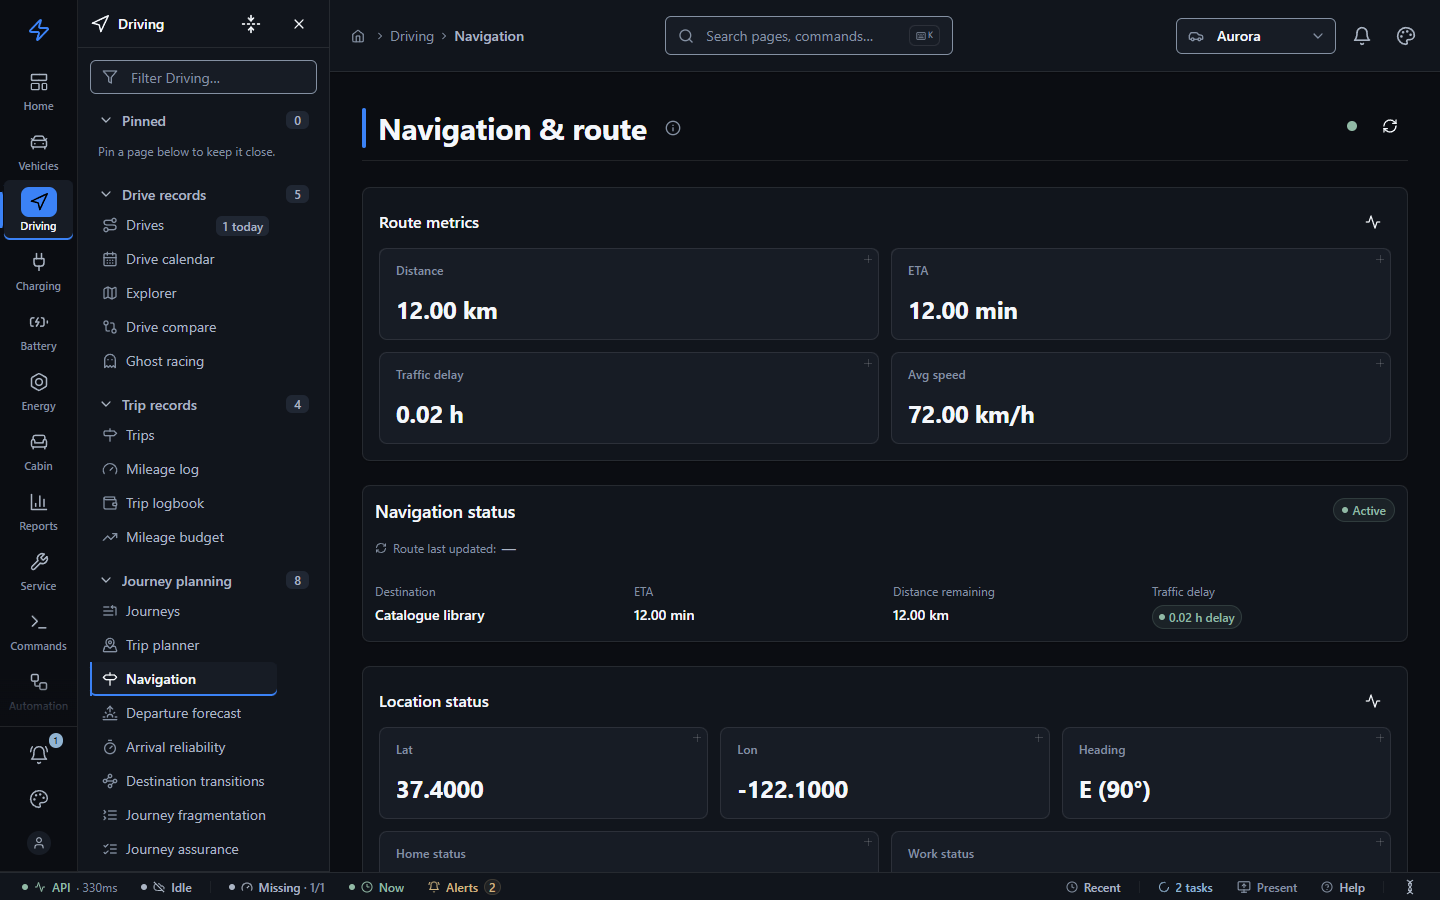 Home
Vehicles
Driving
Charging
Battery
Energy
Cabin
Reports
Service
Commands
Automation
1
Driving
Filter Driving...
Pinned 0
Pin a page below to keep it close.
Drive records 5
Drives 1 today
Drive calendar
Explorer
Drive compare
Ghost racing
Trip records 4
Trips
Mileage log
Trip logbook
Mileage budget
Journey planning 8
Journeys
Trip planner
Navigation
Departure forecast
Arrival reliability
Destination transitions
Journey fragmentation
Journey assurance
Driving Navigation
Search pages, commands... K
Aurora
Navigation & route
Route metrics
Distance
12.00 km
ETA
12.00 min
Traffic delay
0.02 h
Avg speed
72.00 km/h
Navigation status
Active
Route last updated: —
Destination
Catalogue library
ETA
12.00 min
Distance remaining
12.00 km
Traffic delay
0.02 h delay
Location status
Lat
37.4000
Lon
-122.1000
Heading
E (90°)
Home status
Work status
API · 330ms
Idle
Missing · 1/1
Now
Alerts 2
Recent
2 tasks
Present
Help